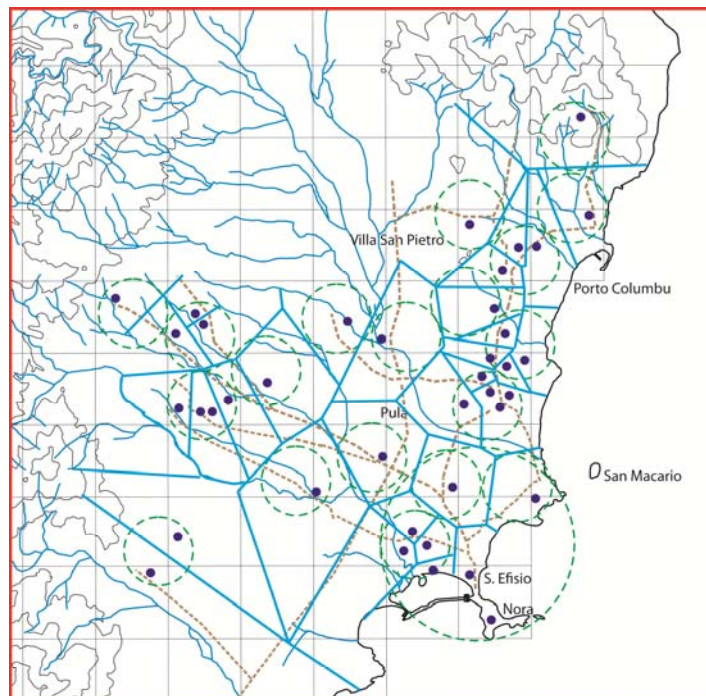 Villa San Pietro
Porto Columbu
Pula
San Macario
S. Efisio
Nora